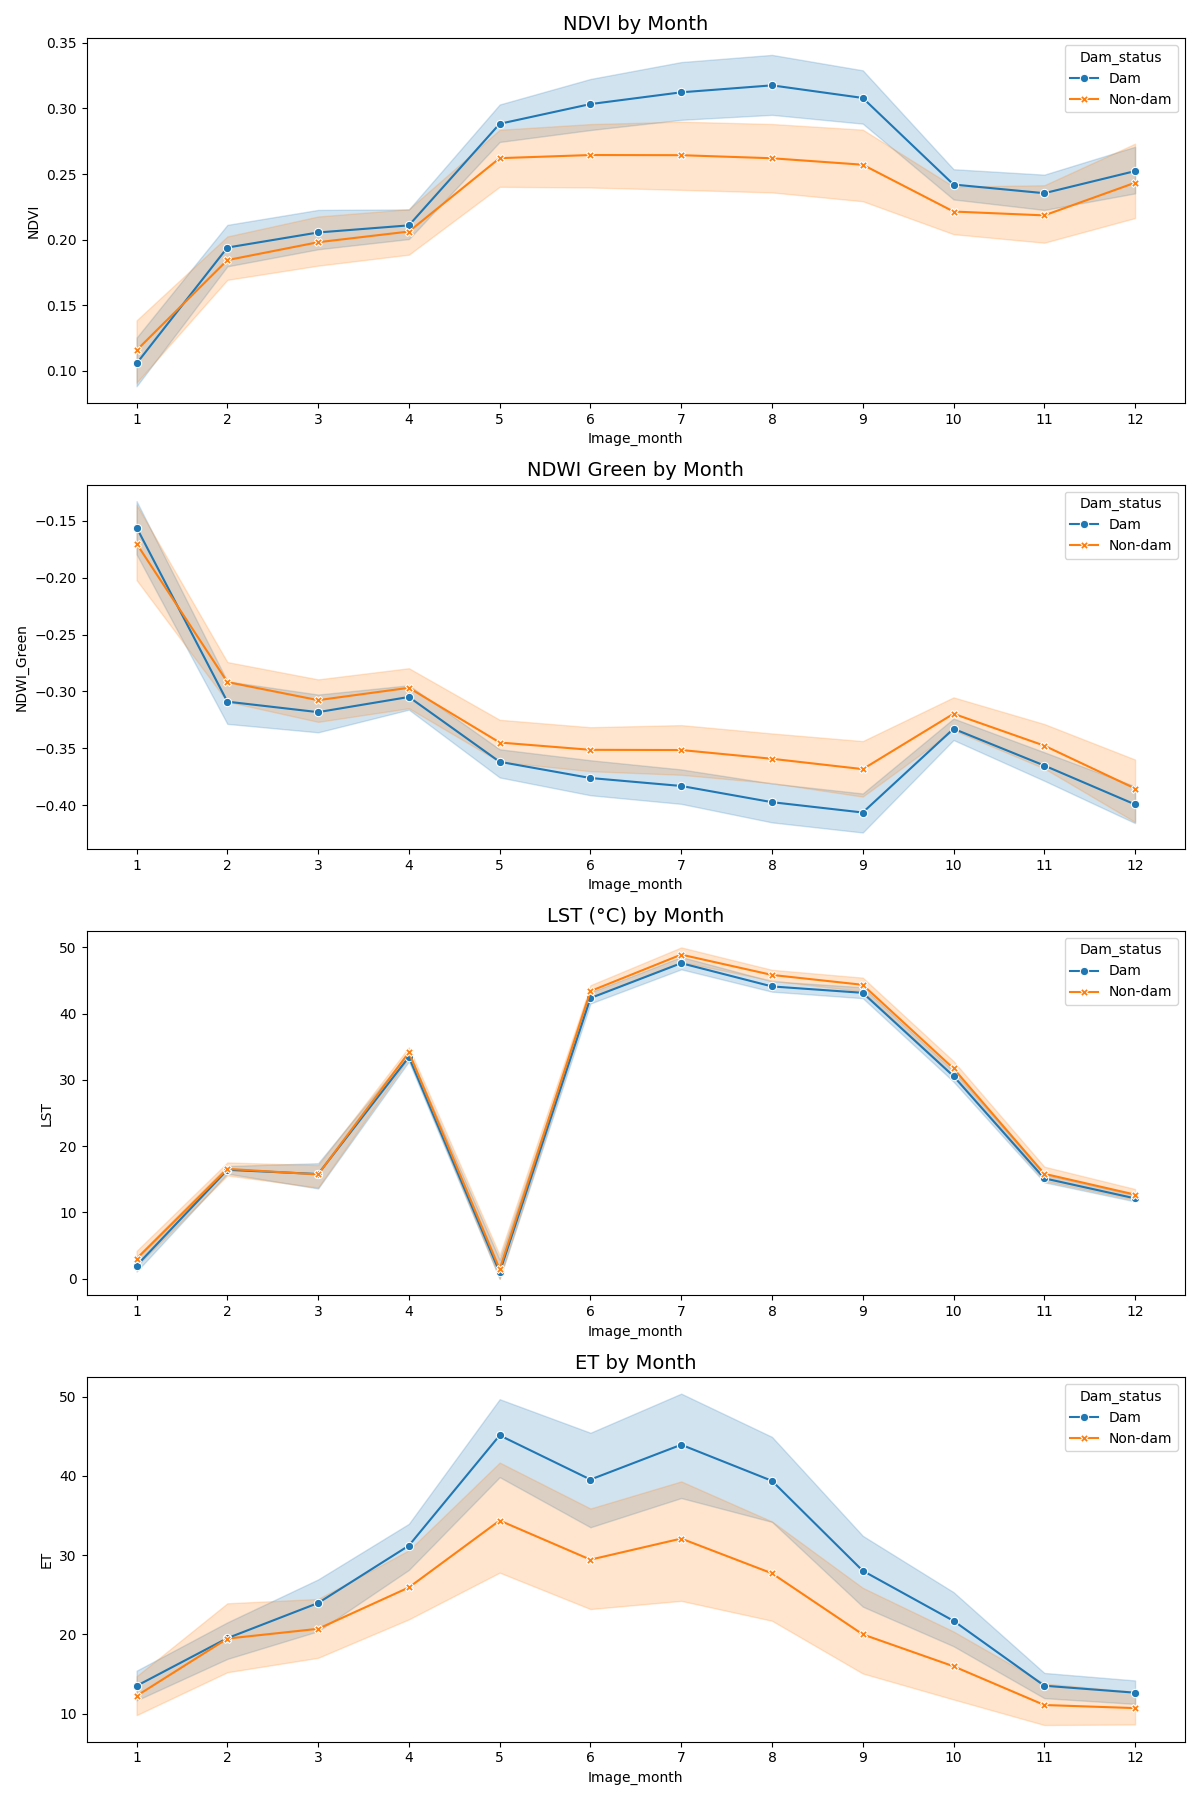 NDVI by Month
0.35
0.30
0.25
0.20
0.15
0.10
NDVI
Dam_status
Dam
Non-dam
1 2 3 4 5 6 7 8 9 10 11 12
Image_month
NDWI Green by Month
−0.15
−0.20
−0.25
−0.30
−0.35
−0.40
NDWI_Green
Dam_status
Dam
Non-dam
1 2 3 4 5 6 7 8 9 10 11 12
Image_month
LST (°C) by Month
50
40
30
20
10
0
LST
Dam_status
Dam
Non-dam
1 2 3 4 5 6 7 8 9 10 11 12
Image_month
ET by Month
50
40
30
20
10
ET
Dam_status
Dam
Non-dam
1 2 3 4 5 6 7 8 9 10 11 12
Image_month